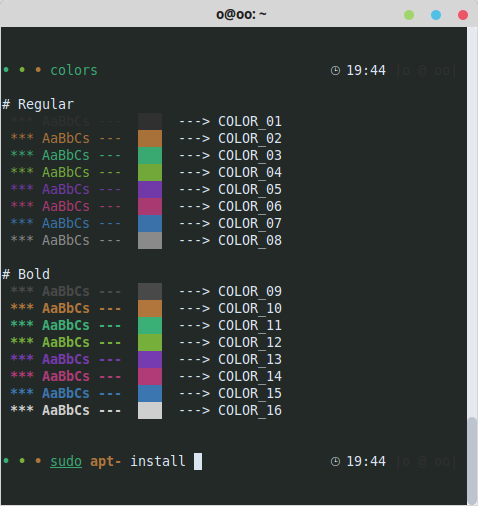 o@oo: ~
• • • colors 19:44 |o @ oo|
# Regular
*** AaBbCs --- ---> COLOR_01
*** AaBbCs --- ---> COLOR_02
*** AaBbCs --- ---> COLOR_03
*** AaBbCs --- ---> COLOR_04
*** AaBbCs --- ---> COLOR_05
*** AaBbCs --- ---> COLOR_06
*** AaBbCs --- ---> COLOR_07
*** AaBbCs --- ---> COLOR_08
# Bold
*** AaBbCs --- ---> COLOR_09
*** AaBbCs --- ---> COLOR_10
*** AaBbCs --- ---> COLOR_11
*** AaBbCs --- ---> COLOR_12
*** AaBbCs --- ---> COLOR_13
*** AaBbCs --- ---> COLOR_14
*** AaBbCs --- ---> COLOR_15
*** AaBbCs --- ---> COLOR_16
• • • sudo apt- install 19:44 |o @ oo|